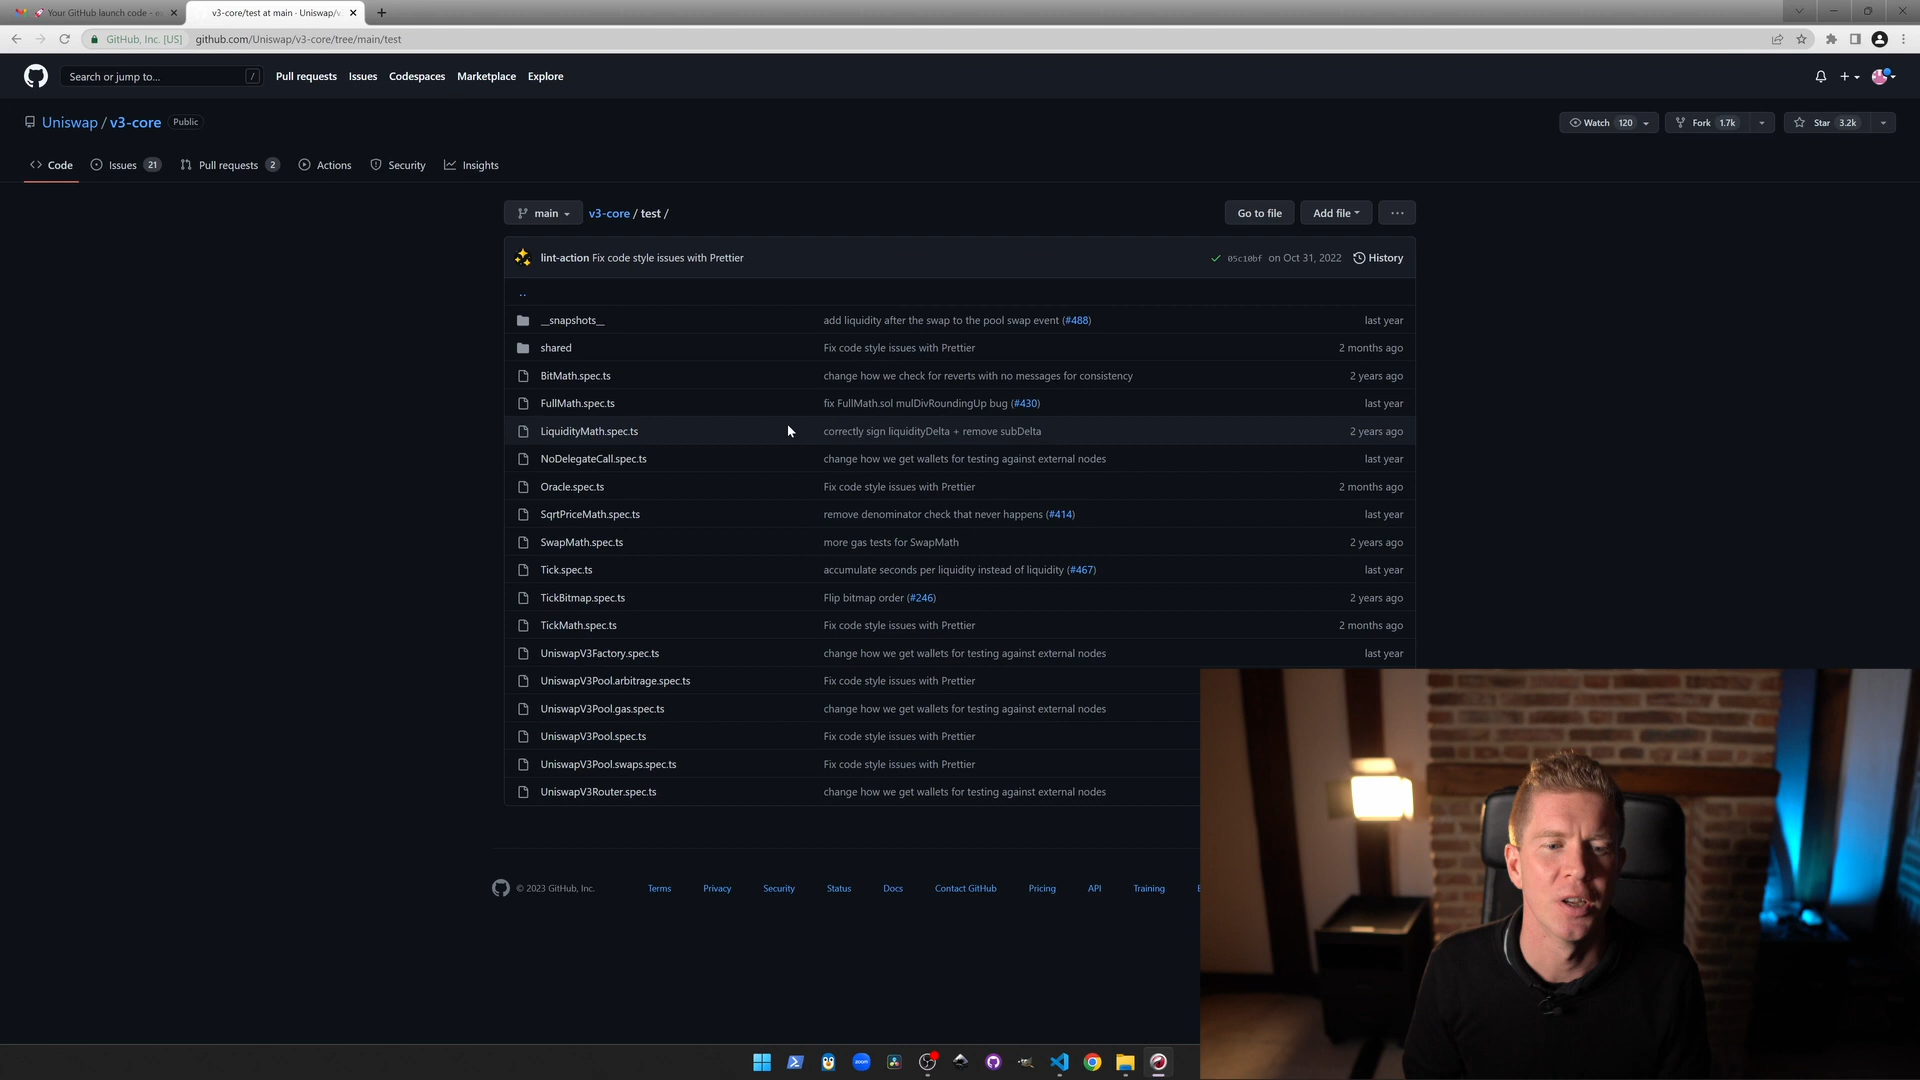 Your GitHub launch code - e
v3-core/test at main · Uniswap/v
GitHub, Inc. [US]
github.com/Uniswap/v3-core/tree/main/test
Search or jump to...
/
Pull requests
Issues
Codespaces
Marketplace
Explore
Uniswap / v3-core
Public
Watch 120
Fork 1.7k
Star 3.2k
Code
Issues 21
Pull requests 2
Actions
Security
Insights
main
v3-core / test /
Go to file
Add file
lint-action Fix code style issues with Prettier
05c10bf on Oct 31, 2022
History
..
__snapshots__ add liquidity after the swap to the pool swap event (#488) last year
shared Fix code style issues with Prettier 2 months ago
BitMath.spec.ts change how we check for reverts with no messages for consistency 2 years ago
FullMath.spec.ts fix FullMath.sol mulDivRoundingUp bug (#430) last year
LiquidityMath.spec.ts correctly sign liquidityDelta + remove subDelta 2 years ago
NoDelegateCall.spec.ts change how we get wallets for testing against external nodes last year
Oracle.spec.ts Fix code style issues with Prettier 2 months ago
SqrtPriceMath.spec.ts remove denominator check that never happens (#414) last year
SwapMath.spec.ts more gas tests for SwapMath 2 years ago
Tick.spec.ts accumulate seconds per liquidity instead of liquidity (#467) last year
TickBitmap.spec.ts Flip bitmap order (#246) 2 years ago
TickMath.spec.ts Fix code style issues with Prettier 2 months ago
UniswapV3Factory.spec.ts change how we get wallets for testing against external nodes last year
UniswapV3Pool.arbitrage.spec.ts Fix code style issues with Prettier
UniswapV3Pool.gas.spec.ts change how we get wallets for testing against external nodes
UniswapV3Pool.spec.ts Fix code style issues with Prettier
UniswapV3Pool.swaps.spec.ts Fix code style issues with Prettier
UniswapV3Router.spec.ts change how we get wallets for testing against external nodes
© 2023 GitHub, Inc.
Terms
Privacy
Security
Status
Docs
Contact GitHub
Pricing
API
Training
zoom